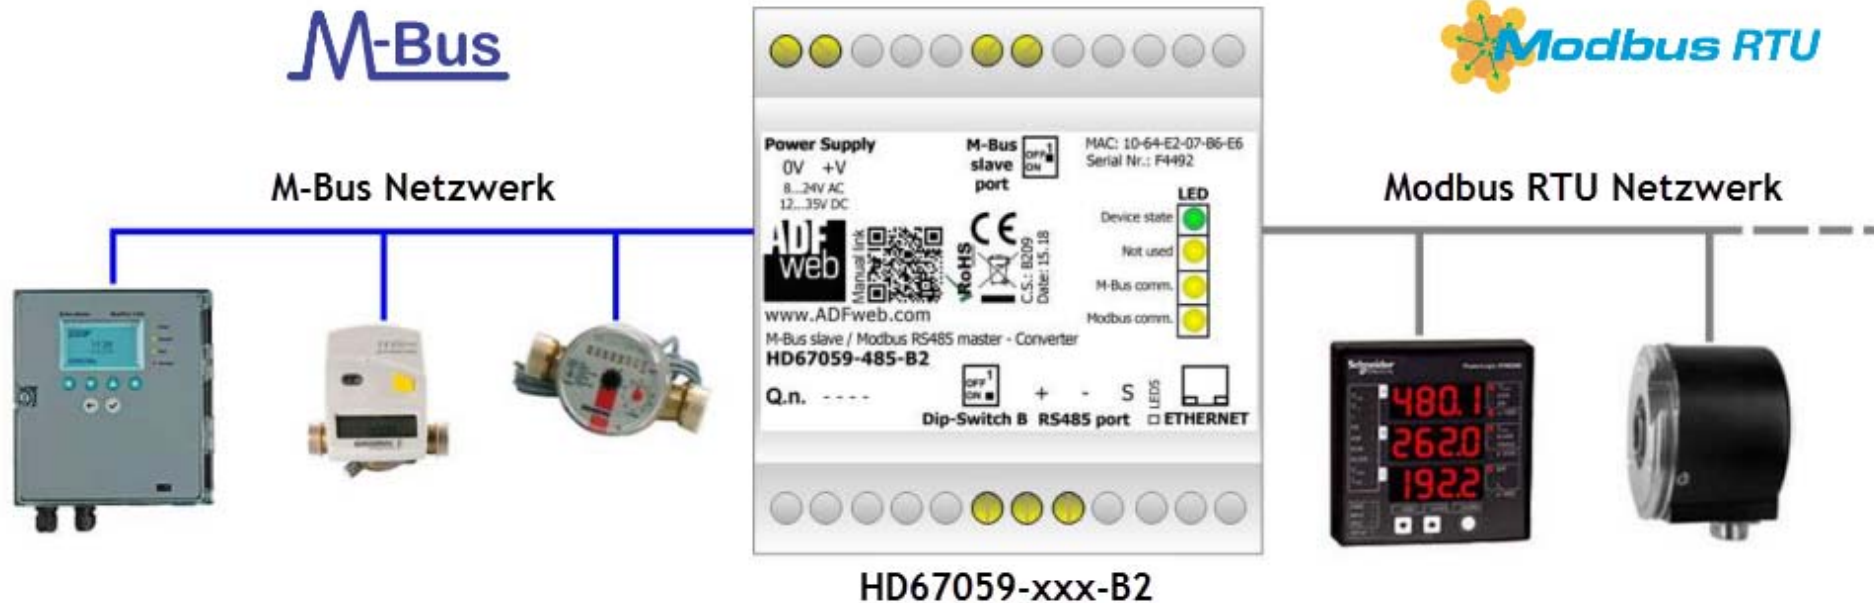 M-Bus
Modbus RTU
M-Bus Netzwerk
Modbus RTU Netzwerk
Power Supply
0V +V
8...24V AC
12...35V DC
M-Bus
slave
port
OFF 1
ON
MAC: 10-64-E2-07-B6-E6
Serial Nr.: F4492
LED
Device state
Not used
M-Bus comm.
Modbus comm.
ADF
web
Manual link
RoHS
CE
C.S.: B209
Date: 15.18
www.ADFweb.com
M-Bus slave / Modbus RS485 master - Converter
HD67059-485-B2
Q.n. - - - -
OFF 1
ON
+ - S
LEDS
Dip-Switch B RS485 port ETHERNET
Schneider
480.1
262.0
192.2
HD67059-xxx-B2